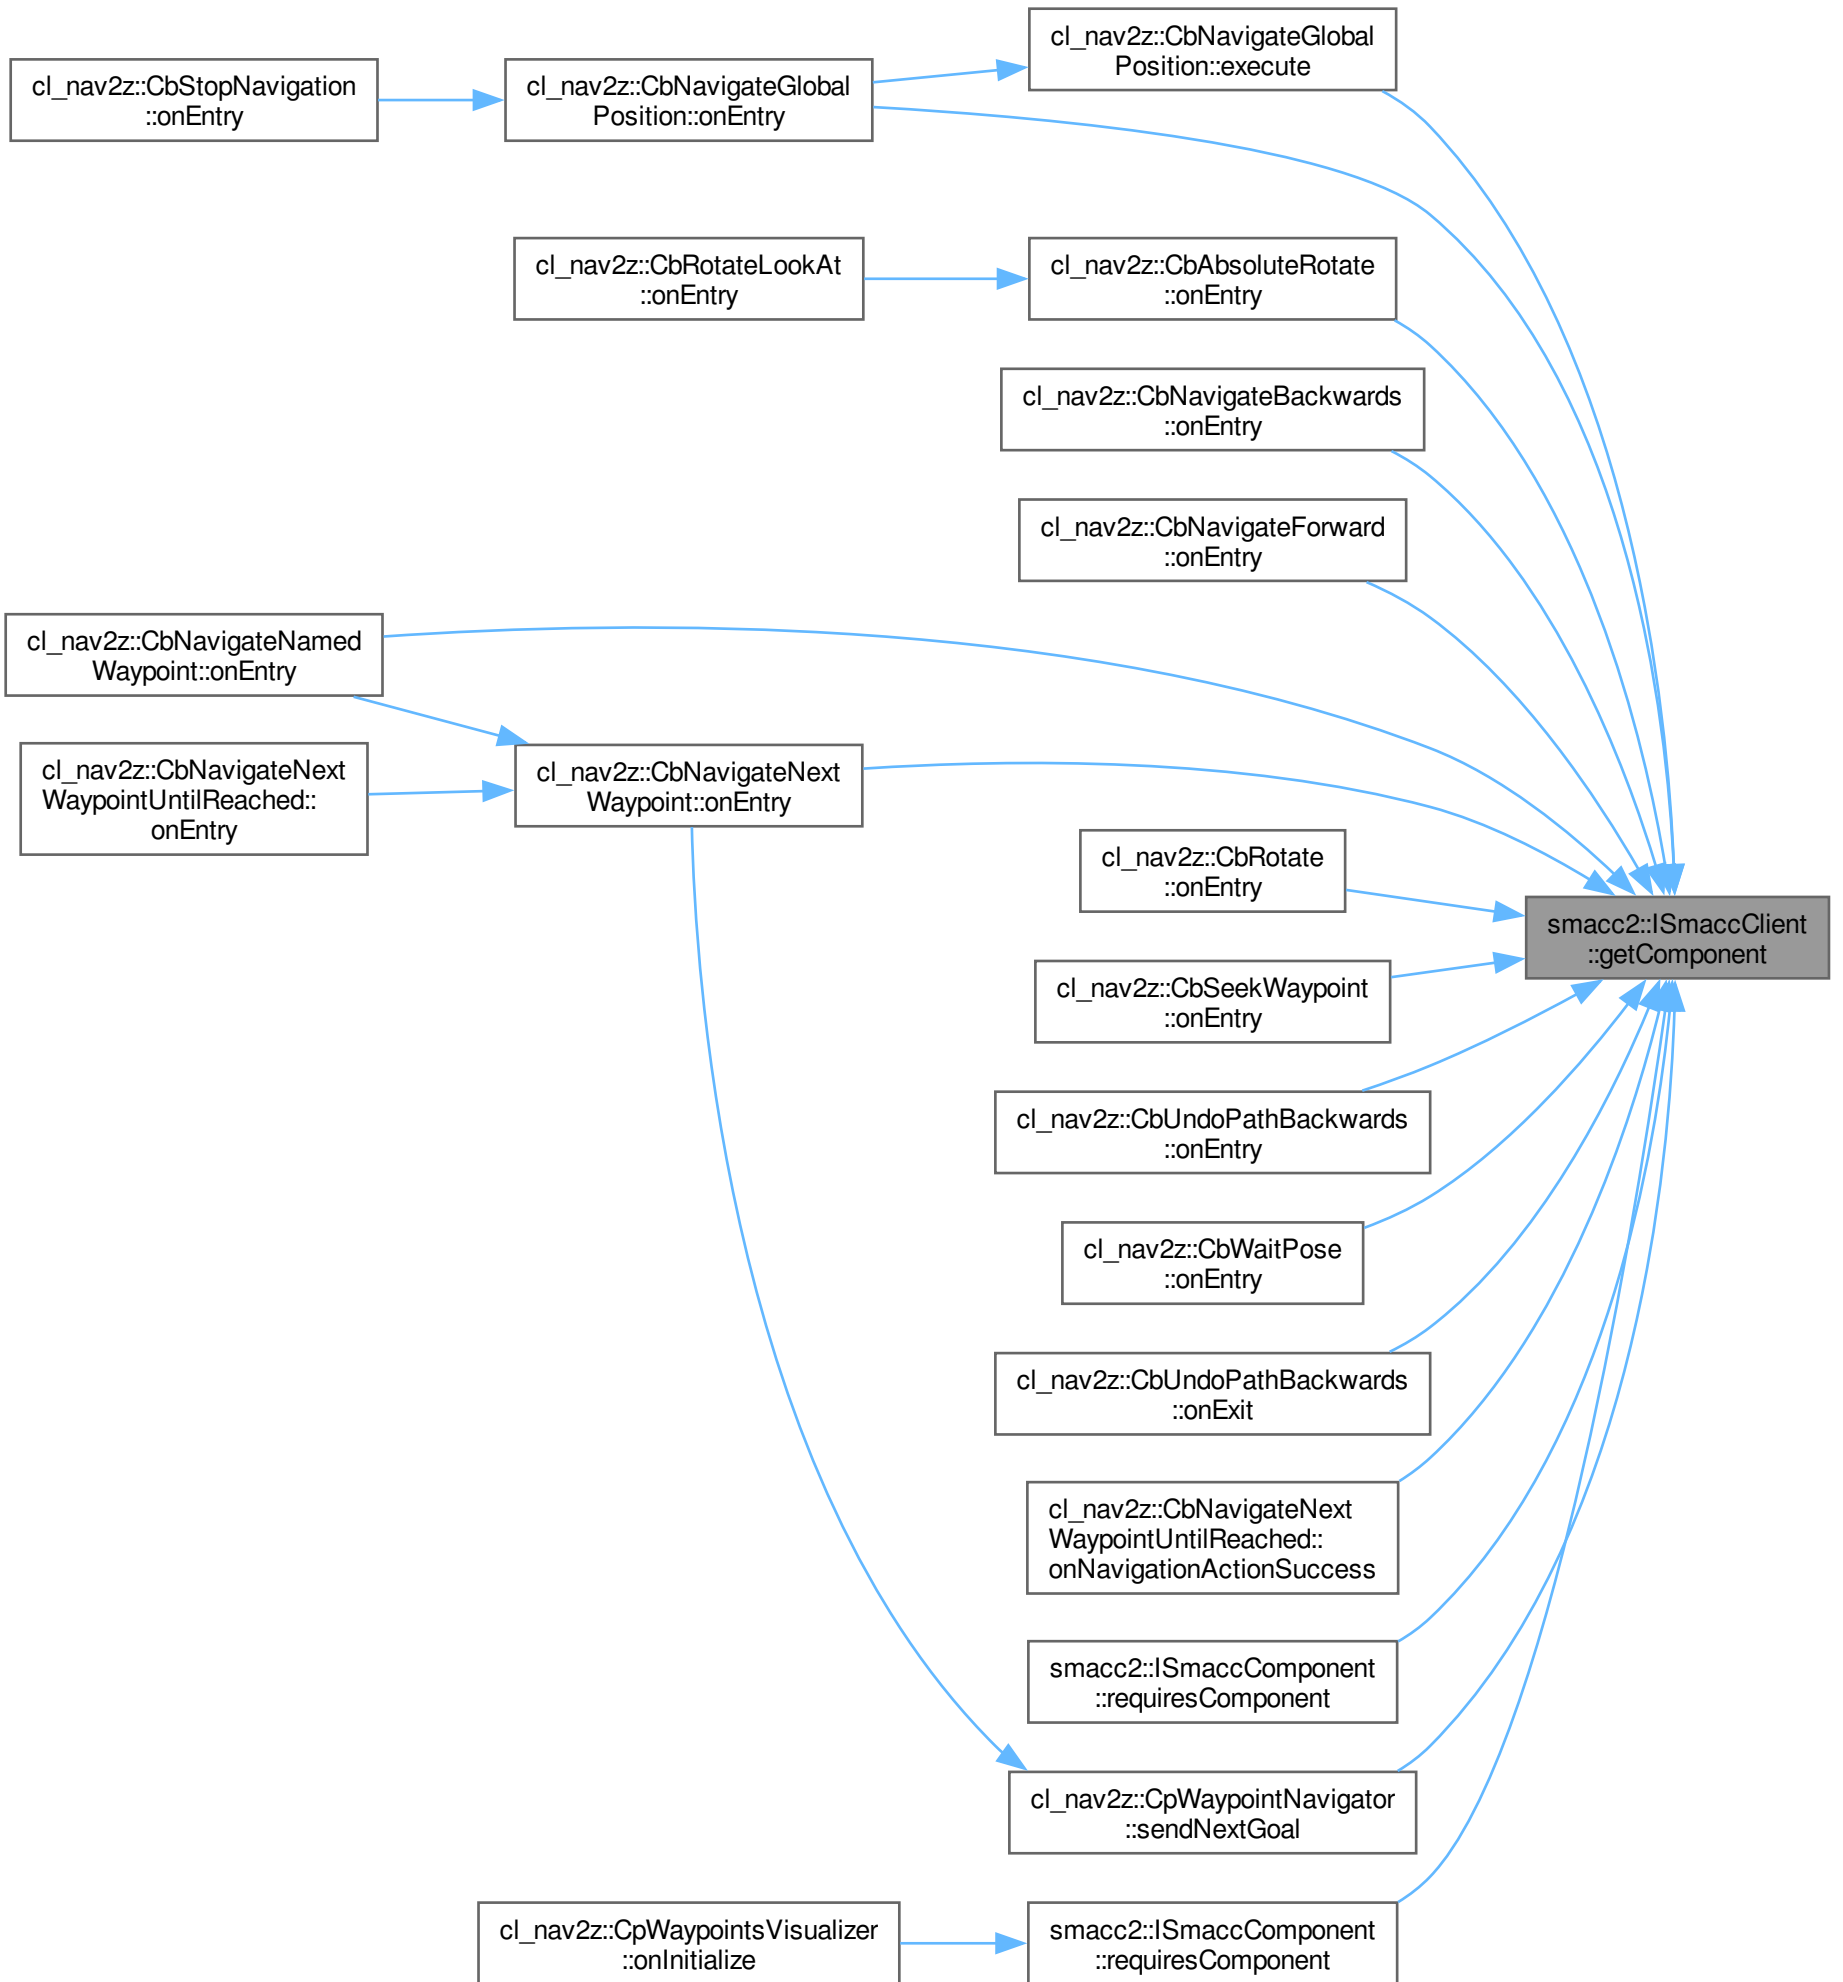 cl_nav2z::CbNavigateGlobal
Position::execute
cl_nav2z::CbStopNavigation
::onEntry
cl_nav2z::CbNavigateGlobal
Position::onEntry
cl_nav2z::CbRotateLookAt
::onEntry
cl_nav2z::CbAbsoluteRotate
::onEntry
cl_nav2z::CbNavigateBackwards
::onEntry
cl_nav2z::CbNavigateForward
::onEntry
cl_nav2z::CbNavigateNamed
Waypoint::onEntry
cl_nav2z::CbNavigateNext
WaypointUntilReached::
onEntry
cl_nav2z::CbNavigateNext
Waypoint::onEntry
cl_nav2z::CbRotate
::onEntry
smacc2::ISmaccClient
::getComponent
cl_nav2z::CbSeekWaypoint
::onEntry
cl_nav2z::CbUndoPathBackwards
::onEntry
cl_nav2z::CbWaitPose
::onEntry
cl_nav2z::CbUndoPathBackwards
::onExit
cl_nav2z::CbNavigateNext
WaypointUntilReached::
onNavigationActionSuccess
smacc2::ISmaccComponent
::requiresComponent
cl_nav2z::CpWaypointNavigator
::sendNextGoal
cl_nav2z::CpWaypointsVisualizer
::onInitialize
smacc2::ISmaccComponent
::requiresComponent